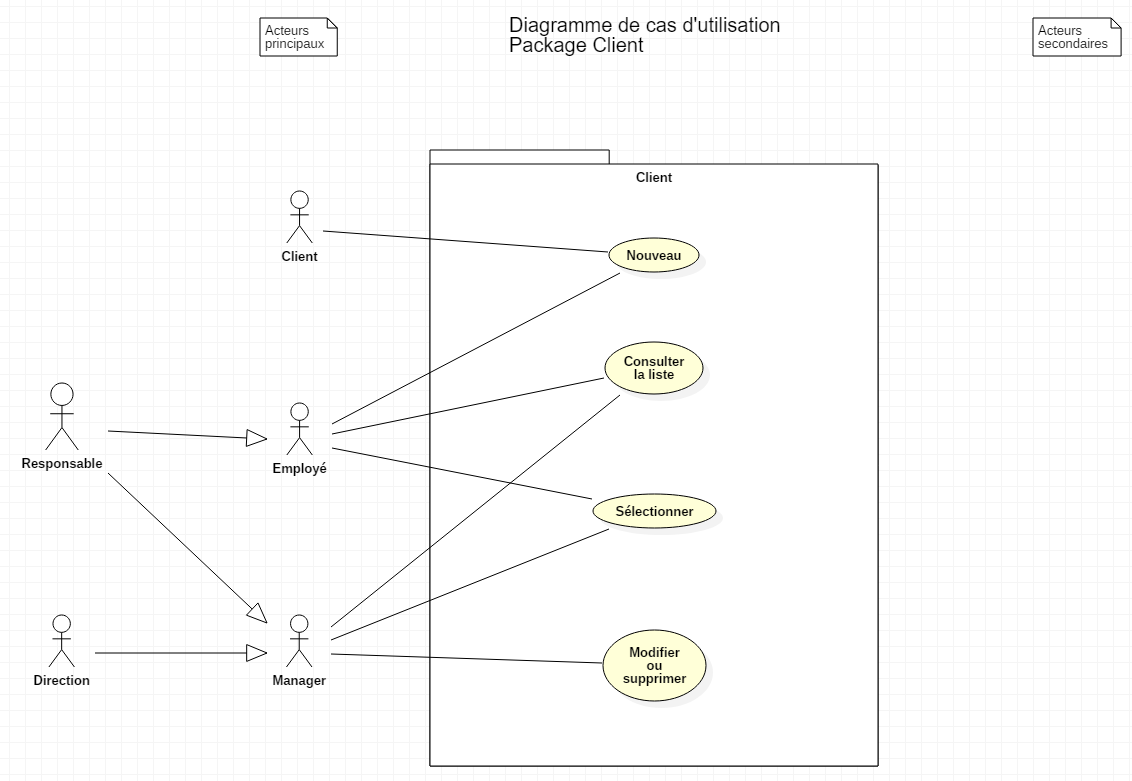 Acteurs
principaux
Diagramme de cas d'utilisation
Package Client
Acteurs
secondaires
Client
Client
Nouveau
Consulter
la liste
Responsable
Employé
Sélectionner
Modifier
ou
supprimer
Direction
Manager